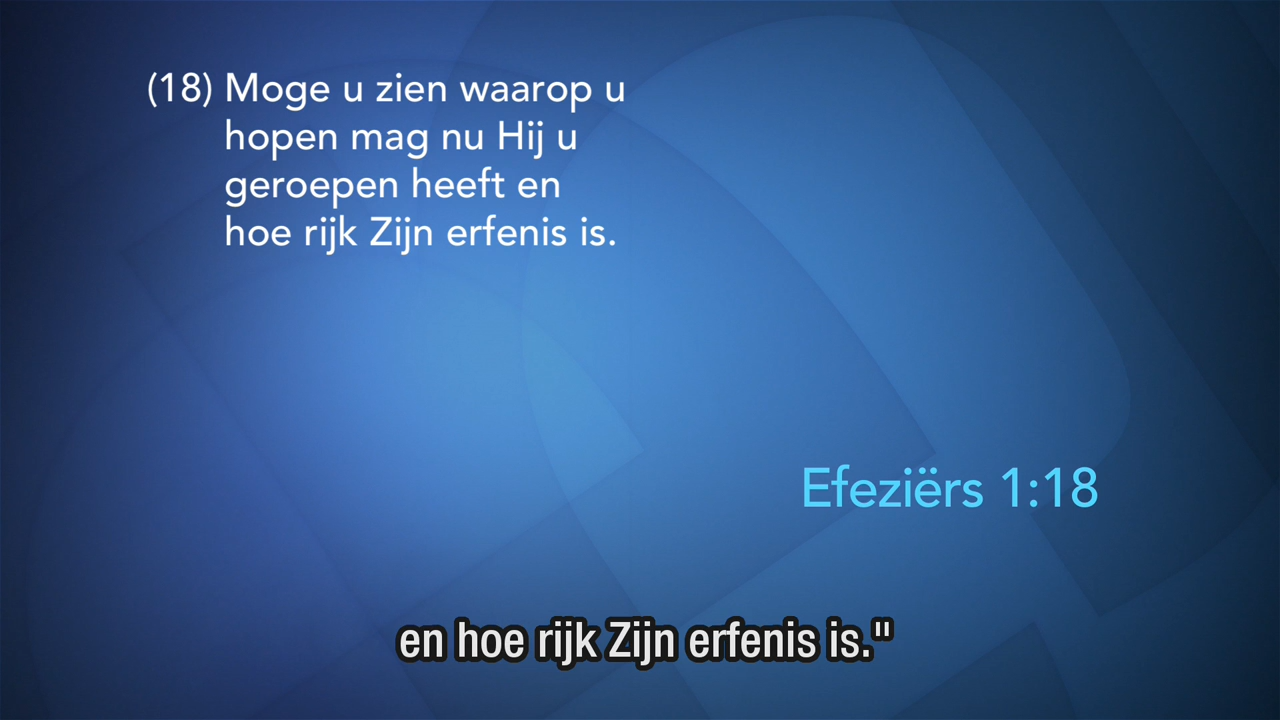 (18) Moge u zien waarop u
hopen mag nu Hij u
geroepen heeft en
hoe rijk Zijn erfenis is.
Efeziërs 1:18
en hoe rijk Zijn erfenis is."